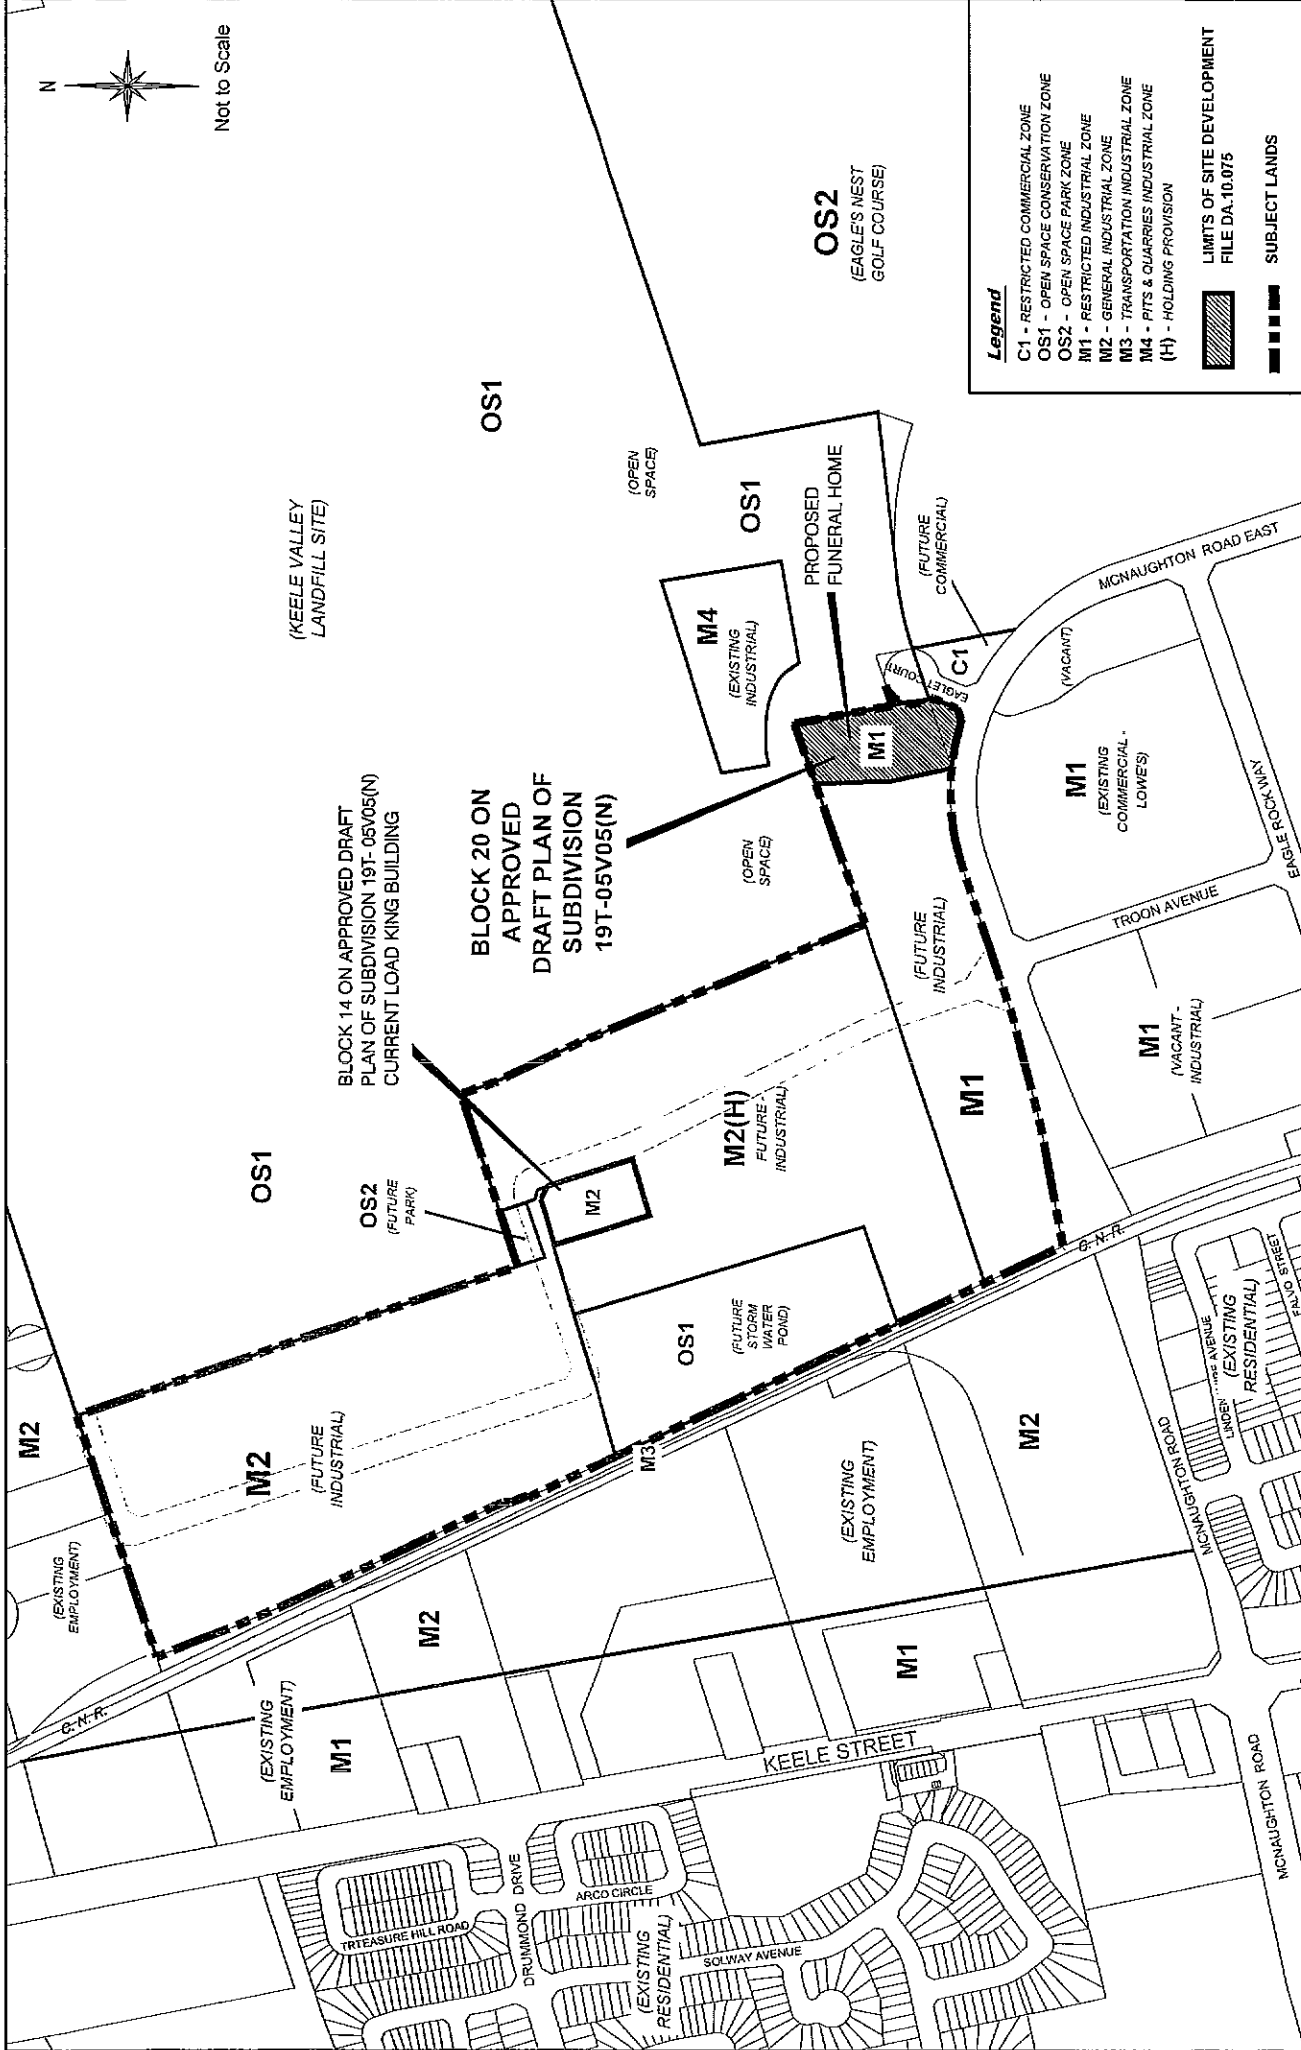 N
Not to Scale
(KEELE VALLEY
LANDFILL SITE)
OS1
OS2
(EAGLE'S NEST
GOLF COURSE)
(OPEN
SPACE)
OS1
M4
(EXISTING
INDUSTRIAL)
PROPOSED
FUNERAL HOME
(FUTURE
COMMERCIAL)
MCNAUGHTON ROAD EAST
C1
EAGLET COURT
(VACANT)
M1
M1
(EXISTING
COMMERCIAL -
LOWE'S)
EAGLE ROCK WAY
TROON AVENUE
BLOCK 14 ON APPROVED DRAFT
PLAN OF SUBDIVISION 19T- 05V05(N)
CURRENT LOAD KING BUILDING
BLOCK 20 ON
APPROVED
DRAFT PLAN OF
SUBDIVISION
19T-05V05(N)
(OPEN
SPACE)
(FUTURE
INDUSTRIAL)
M1
M1
(VACANT -
INDUSTRIAL)
OS1
OS2
(FUTURE
PARK)
M2(H)
FUTURE -
INDUSTRIAL)
M2
OS1
(FUTURE
STORM
WATER
POND)
C. N. R.
M2
M2
(FUTURE
INDUSTRIAL)
M3
(EXISTING
EMPLOYMENT)
(EXISTING
EMPLOYMENT)
M2
MCNAUGHTON ROAD
MCNAUGHTON
LINDEN
AVENUE
(EXISTING
RESIDENTIAL)
FALVO STREET
C. N. R.
(EXISTING
EMPLOYMENT)
M1
M2
M1
KEELE STREET
MCNAUGHTON ROAD
TRTEASURE HILL ROAD
DRUMMOND DRIVE
ARCO CIRCLE
(EXISTING
RESIDENTIAL)
SOLWAY AVENUE
Legend
C1 - RESTRICTED COMMERCIAL ZONE
OS1 - OPEN SPACE CONSERVATION ZONE
OS2 - OPEN SPACE PARK ZONE
M1 - RESTRICTED INDUSTRIAL ZONE
M2 - GENERAL INDUSTRIAL ZONE
M3 - TRANSPORTATION INDUSTRIAL ZONE
M4 - PITS & QUARRIES INDUSTRIAL ZONE
(H) - HOLDING PROVISION
LIMITS OF SITE DEVELOPMENT
FILE DA.10.075
SUBJECT LANDS